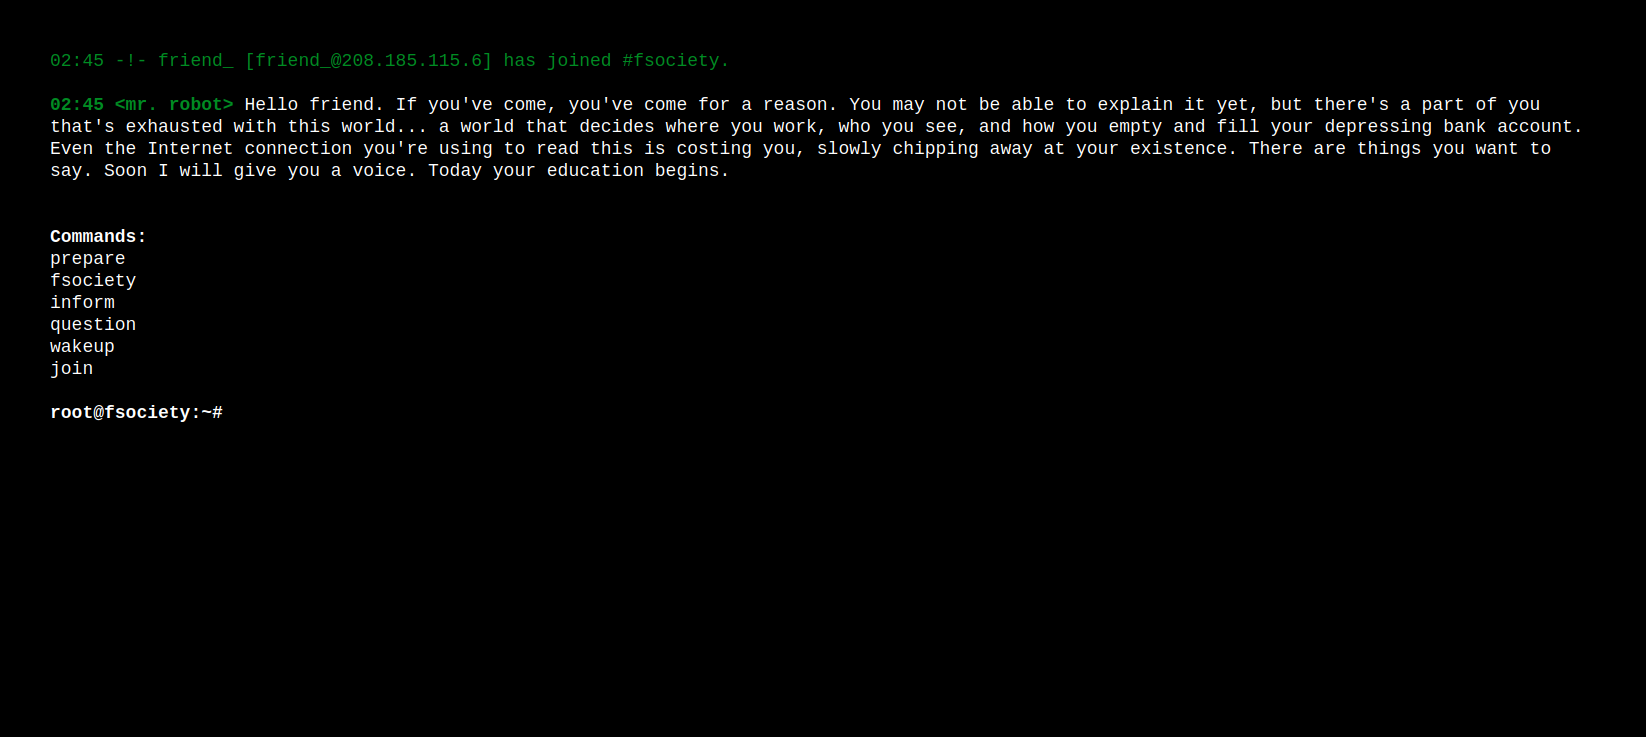 02:45 -!- friend_ [friend_@208.185.115.6] has joined #fsociety.
02:45 <mr. robot> Hello friend. If you've come, you've come for a reason. You may not be able to explain it yet, but there's a part of you
that's exhausted with this world... a world that decides where you work, who you see, and how you empty and fill your depressing bank account.
Even the Internet connection you're using to read this is costing you, slowly chipping away at your existence. There are things you want to
say. Soon I will give you a voice. Today your education begins.
Commands:
prepare
fsociety
inform
question
wakeup
join
root@fsociety:~#